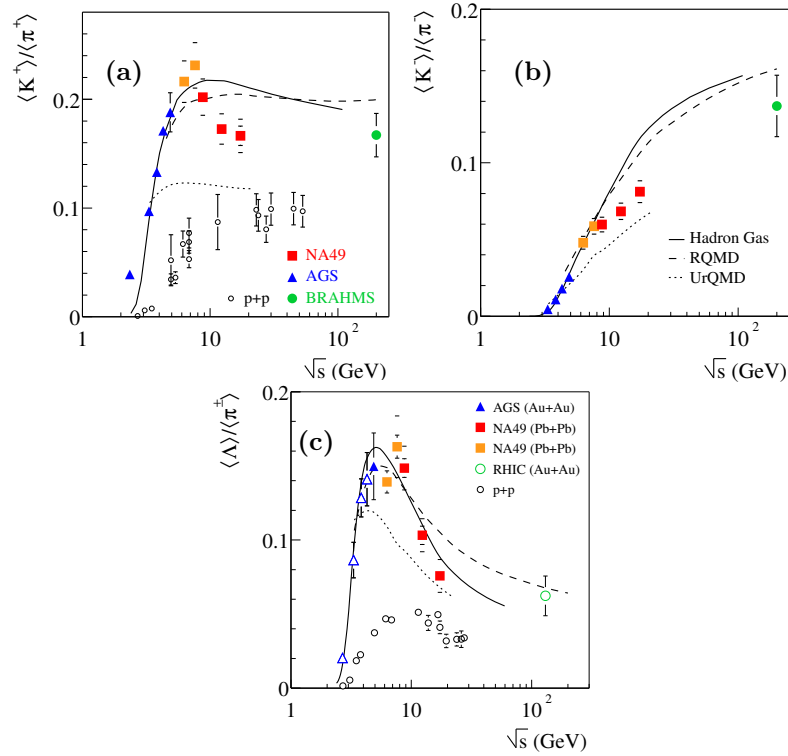 ⟨K⁺⟩/⟨π⁺⟩
(a)
0.2
0.1
0
NA49
AGS
BRAHMS
p+p
1
10
10²
√s (GeV)
⟨K⁻⟩/⟨π⁻⟩
(b)
0.2
0.1
0
Hadron Gas
RQMD
UrQMD
1
10
10²
√s (GeV)
⟨Λ⟩/⟨π±⟩
(c)
0.2
0.1
0
AGS (Au+Au)
NA49 (Pb+Pb)
NA49 (Pb+Pb)
RHIC (Au+Au)
p+p
1
10
10²
√s (GeV)